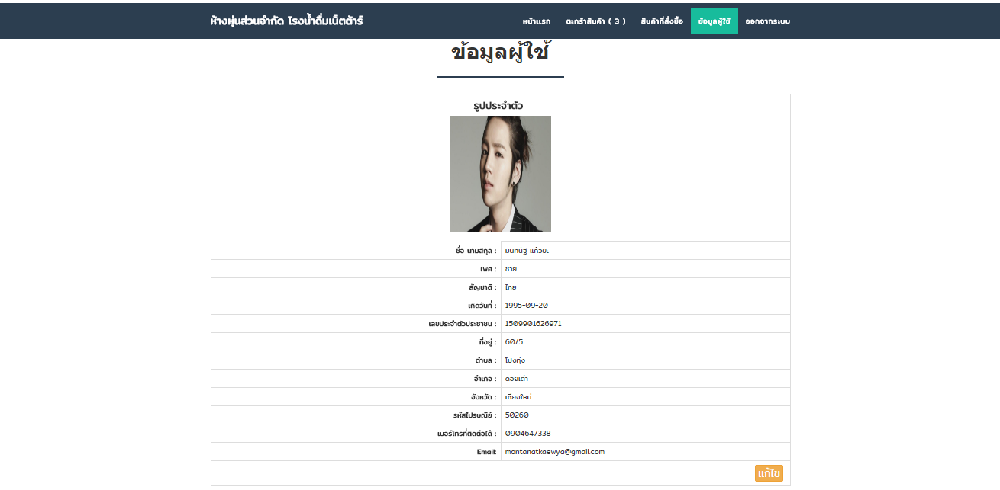 ห้างหุ่นส่วนจำกัด โรงน้ำดื่มเน็ตต้าร์ หน้าแรก ตะกร้าสินค้า ( 3 ) สินค้าที่สั่งซื้อ ข้อมูลผู้ใช้ ออกจากระบบ
ข้อมูลผู้ใช้
รูปประจำตัว
ชื่อ นามสกุล : มนทนัฐ แก้วยะ
เพศ : ชาย
สัญชาติ : ไทย
เกิดวันที่ : 1995-09-20
เลขประจำตัวประชาชน : 1509901626971
ที่อยู่ : 60/5
ตำบล : โปงทุ่ง
อำเภอ : ดอยเต่า
จังหวัด : เชียงใหม่
รหัสไปรษณีย์ : 50260
เบอร์โทรที่ติดต่อได้ : 0904647338
Email: montanatkaewya@gmail.com
แก้ไข